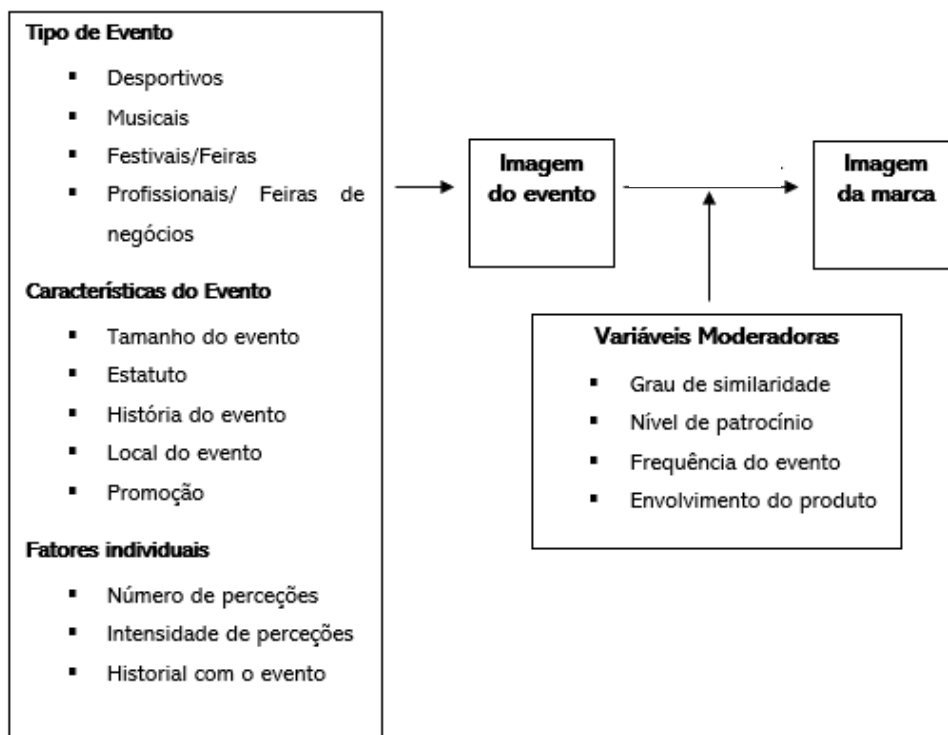 Tipo de Evento
▪ Desportivos
▪ Musicais
▪ Festivais/Feiras
▪ Profissionais/ Feiras de
negócios
Características do Evento
▪ Tamanho do evento
▪ Estatuto
▪ História do evento
▪ Local do evento
▪ Promoção
Fatores individuais
▪ Número de perceções
▪ Intensidade de perceções
▪ Historial com o evento
Imagem
do evento
Imagem
da marca
Variáveis Moderadoras
▪ Grau de similaridade
▪ Nível de patrocínio
▪ Frequência do evento
▪ Envolvimento do produto